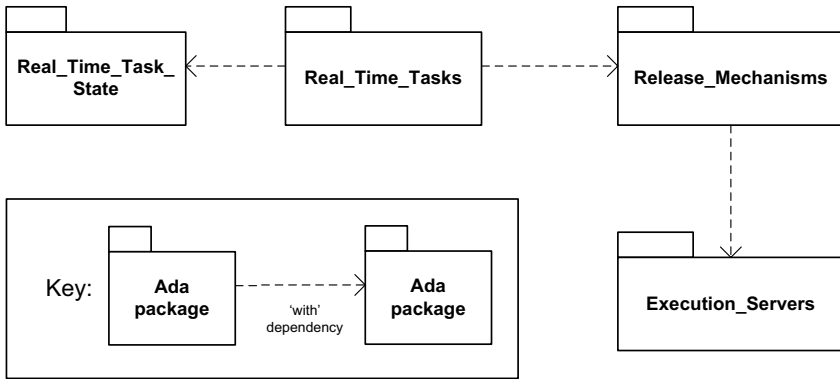 Real_Time_Task_
State
Real_Time_Tasks
Release_Mechanisms
Key:
Ada
package
'with'
dependency
Ada
package
Execution_Servers